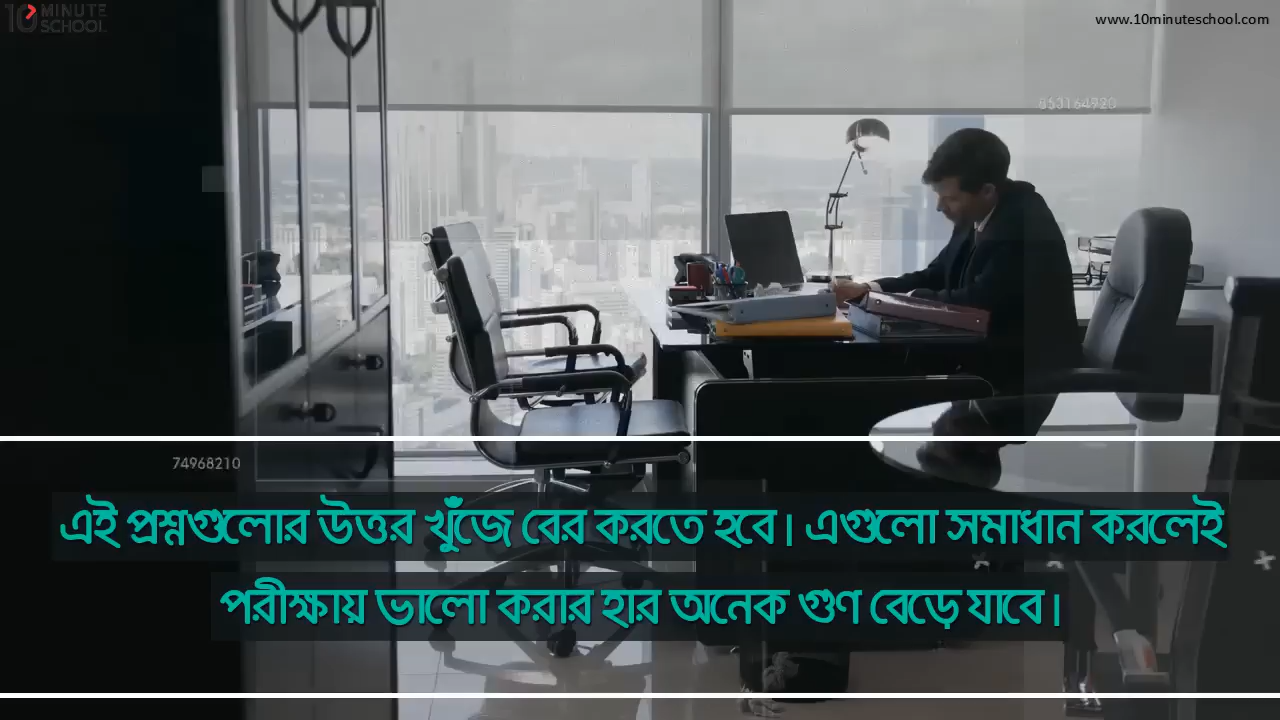 10 MINUTE
SCHOOL
www.10minuteschool.com
853164920
74968210
এই প্রশ্নগুলোর উত্তর খুঁজে বের করতে হবে। এগুলো সমাধান করলেই
পরীক্ষায় ভালো করার হার অনেক গুণ বেড়ে যাবে।